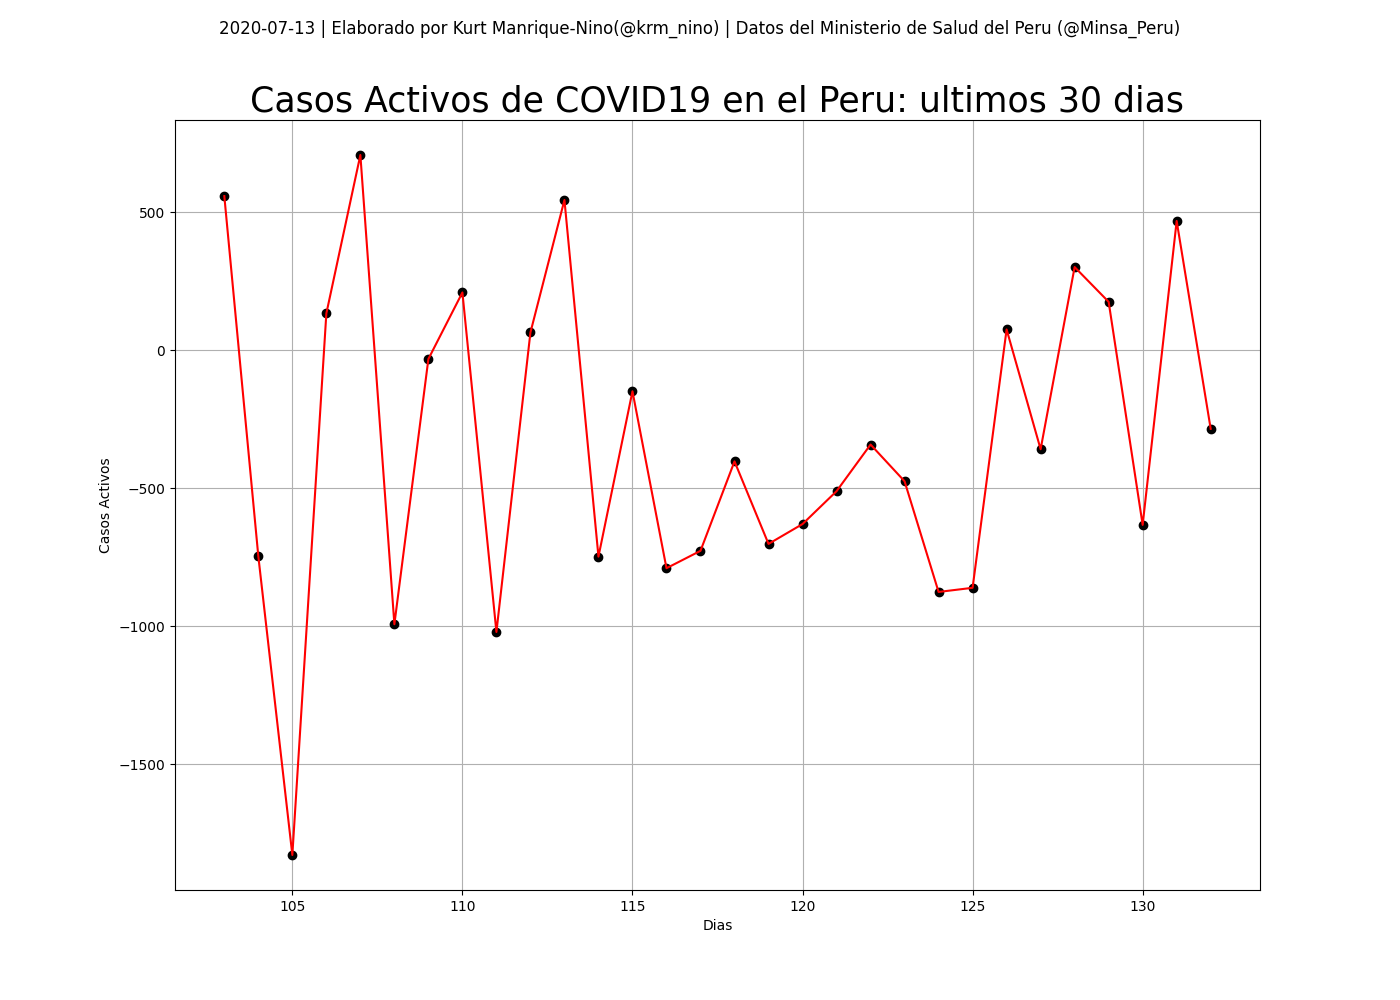 2020-07-13 | Elaborado por Kurt Manrique-Nino(@krm_nino) | Datos del Ministerio de Salud del Peru (@Minsa_Peru)
Casos Activos de COVID19 en el Peru: ultimos 30 dias
500
0
−500
−1000
−1500
Casos Activos
105 110 115 120 125 130
Dias